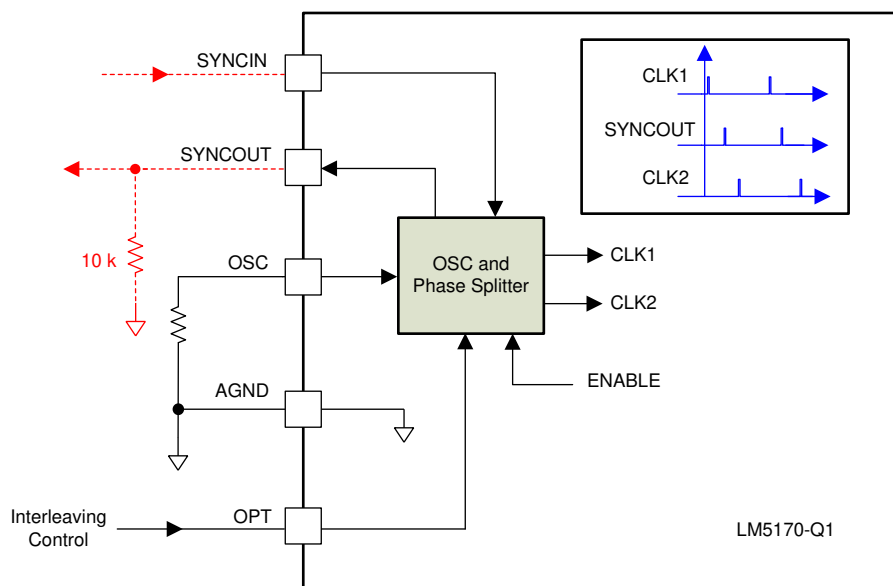 SYNCIN
CLK1
SYNCOUT
SYNCOUT
CLK2
10 k
OSC
OSC and
Phase Splitter
CLK1
CLK2
AGND
ENABLE
Interleaving
Control
OPT
LM5170-Q1